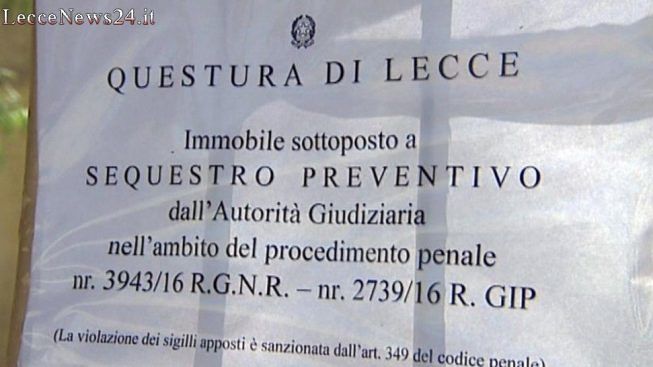 LecceNews24.it
QUESTURA DI LECCE
Immobile sottoposto a
SEQUESTRO PREVENTIVO
dall'Autorità Giudiziaria
nell'ambito del procedimento penale
nr. 3943/16 R.G.N.R. – nr. 2739/16 R. GIP
(La violazione dei sigilli apposti è sanzionata dall'art. 349 del codice penale)